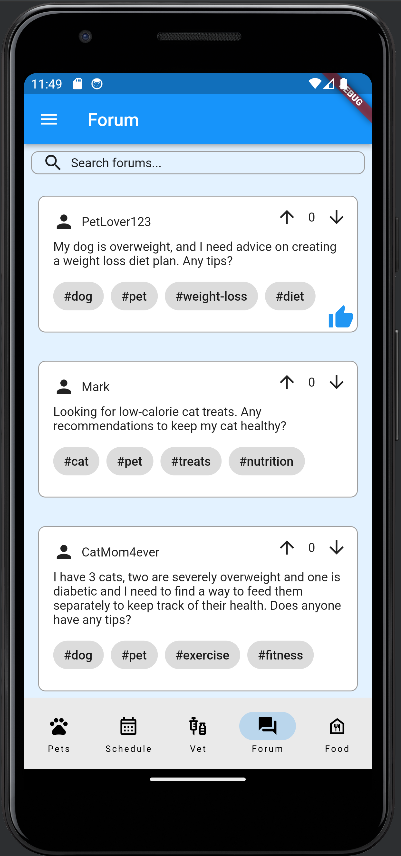 11:49
DEBUG
Forum
Search forums...
PetLover123
0
My dog is overweight, and I need advice on creating
a weight loss diet plan. Any tips?
#dog #pet #weight-loss #diet
Mark
0
Looking for low-calorie cat treats. Any
recommendations to keep my cat healthy?
#cat #pet #treats #nutrition
CatMom4ever
0
I have 3 cats, two are severely overweight and one is
diabetic and I need to find a way to feed them
separately to keep track of their health. Does anyone
have any tips?
#dog #pet #exercise #fitness
Pets Schedule Vet Forum Food